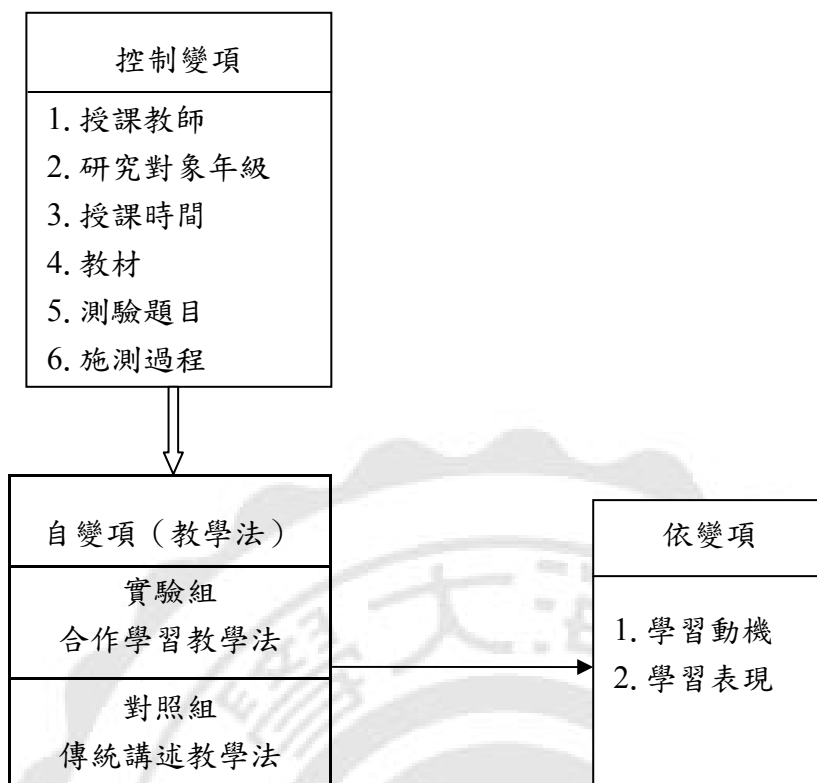 控制變項
1. 授課教師
2. 研究對象年級
3. 授課時間
4. 教材
5. 測驗題目
6. 施測過程
自變項（教學法）
實驗組
合作學習教學法
對照組
傳統講述教學法
依變項
1. 學習動機
2. 學習表現